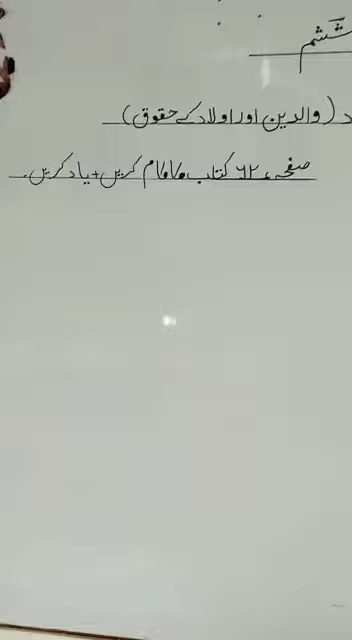 ششم
د (والدین اور اولاد کے حقوق)
صفحہ ۶۲ کتاب کا کام کریں + یاد کریں۔